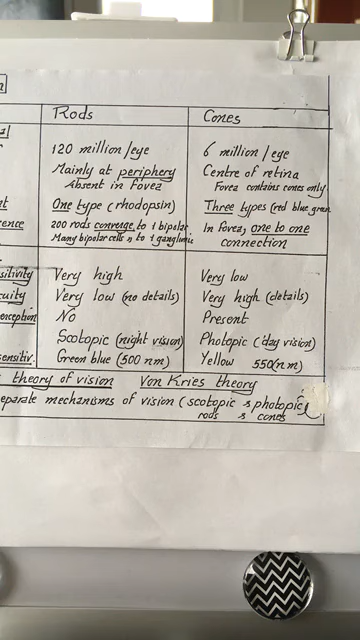 Rods Cones
120 million/eye 6 million/eye
Mainly at periphery Centre of retina
Absent in Fovea Fovea contains cones only
One type (rhodopsin) Three types (red blue green
200 rods converge to 1 bipolar In Fovea, one to one
Many bipolar cells to 1 ganglionic connection
sitivity Very high Very low
cuity Very low (no details) Very high (details)
erception No Present
Scotopic (night vision) Photopic (day vision)
sensitiv. Green blue (500 nm) Yellow 550(nm)
theory of vision Von Kries theory
eparate mechanisms of vision (scotopic & photopic
rods & cones